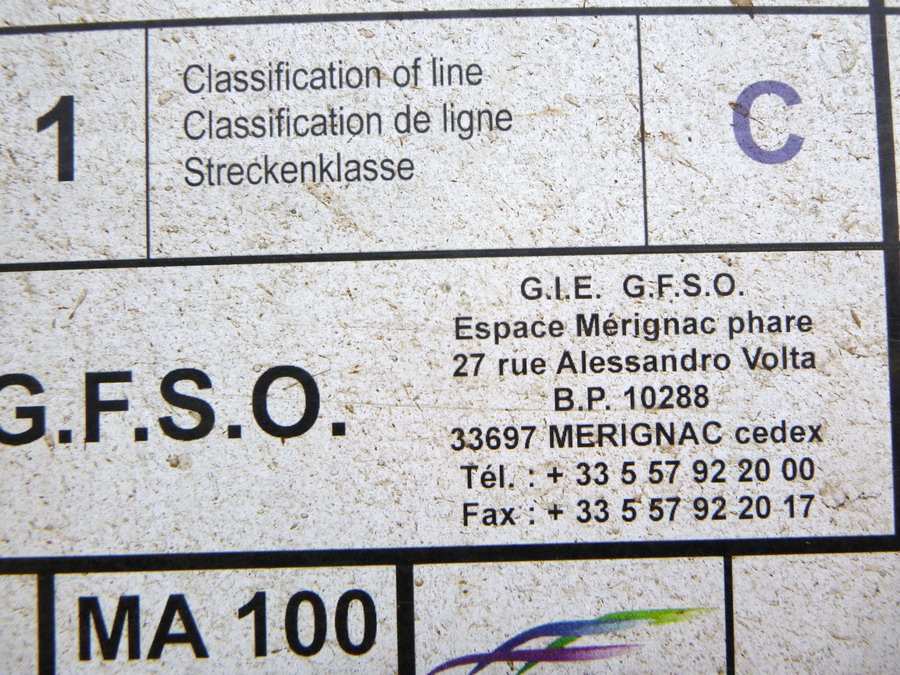 1
Classification of line
Classification de ligne
Streckenklasse
C
G.F.S.O.
G.I.E. G.F.S.O.
Espace Mérignac phare
27 rue Alessandro Volta
B.P. 10288
33697 MERIGNAC cedex
Tél. : + 33 5 57 92 20 00
Fax : + 33 5 57 92 20 17
MA 100